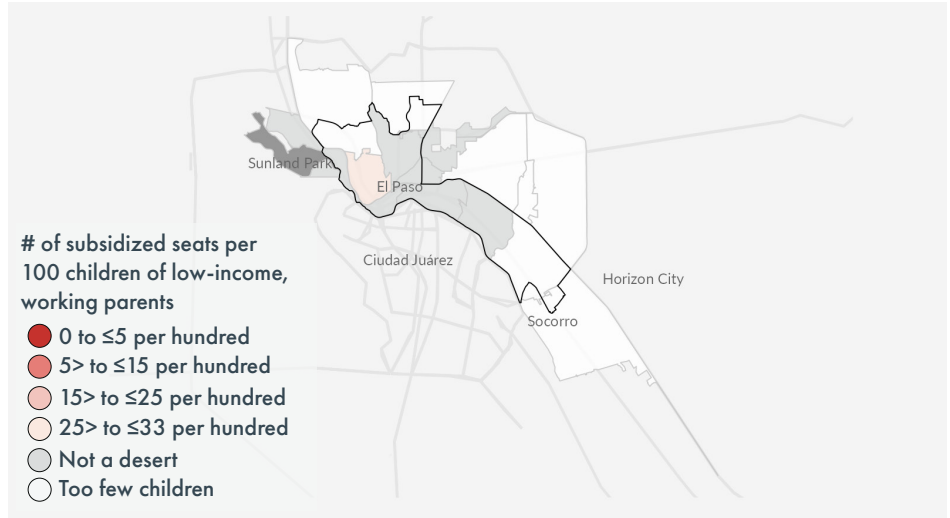 Sunland Park
El Paso
Ciudad Juárez
Horizon City
Socorro
# of subsidized seats per
100 children of low-income,
working parents
0 to ≤5 per hundred
5> to ≤15 per hundred
15> to ≤25 per hundred
25> to ≤33 per hundred
Not a desert
Too few children